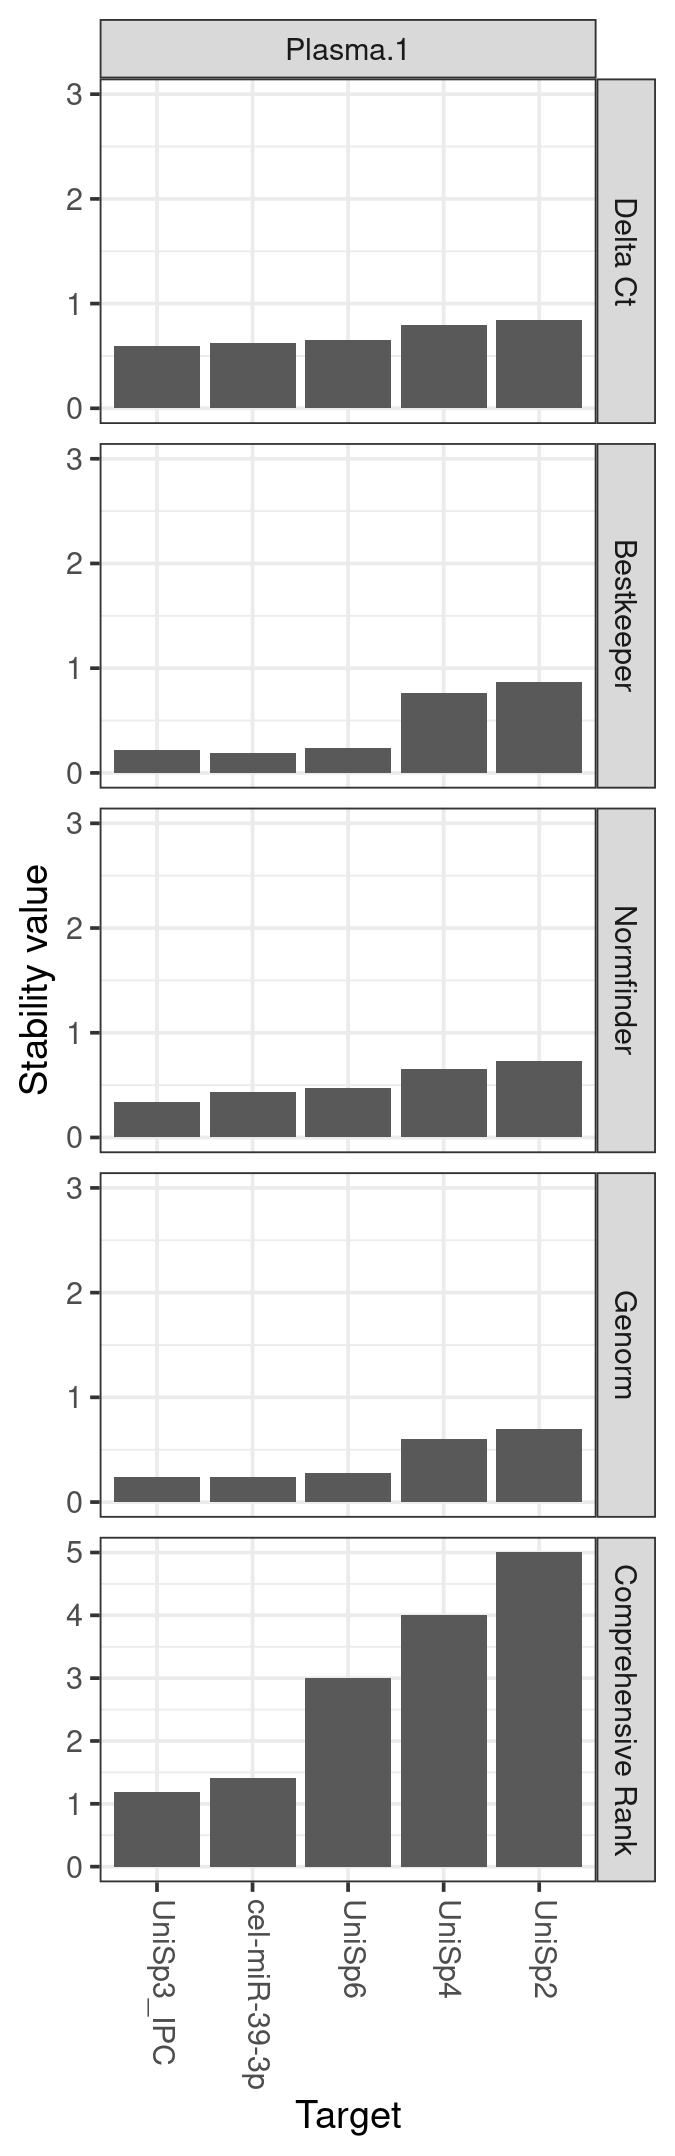 Plasma.1
3
2
1
0
Delta Ct
3
2
1
0
Bestkeeper
Stability value
3
2
1
0
Normfinder
3
2
1
0
Genorm
5
4
3
2
1
0
Comprehensive Rank
UniSp3_IPC
cel-miR-39-3p
UniSp6
UniSp4
UniSp2
Target